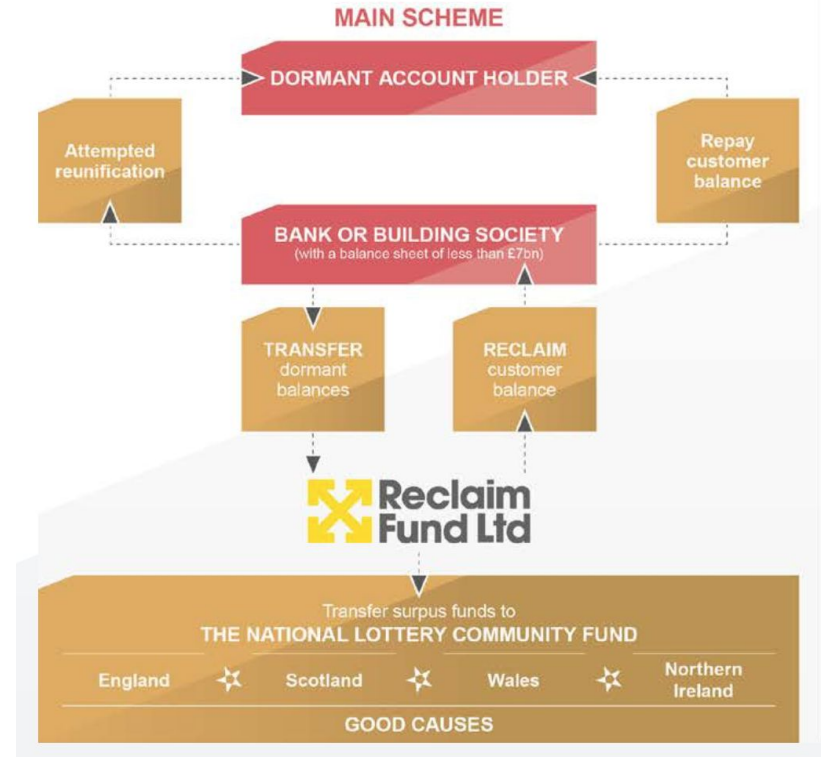 MAIN SCHEME
DORMANT ACCOUNT HOLDER
Attempted
reunification
Repay
customer
balance
BANK OR BUILDING SOCIETY
(with a balance sheet of less than £7bn)
TRANSFER
dormant
balances
RECLAIM
customer
balance
Reclaim
Fund Ltd
Transfer surpus funds to
THE NATIONAL LOTTERY COMMUNITY FUND
England
Scotland
Wales
Northern
Ireland
GOOD CAUSES